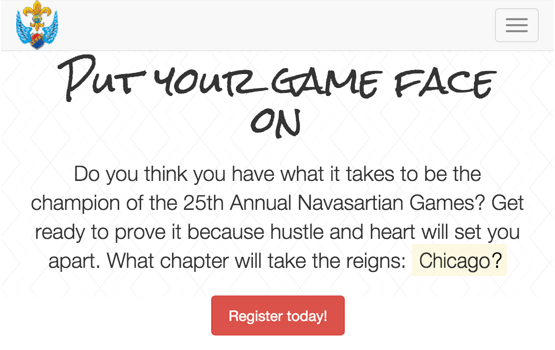 Put your game face
on
Do you think you have what it takes to be the
champion of the 25th Annual Navasartian Games? Get
ready to prove it because hustle and heart will set you
apart. What chapter will take the reigns: Chicago?
Register today!